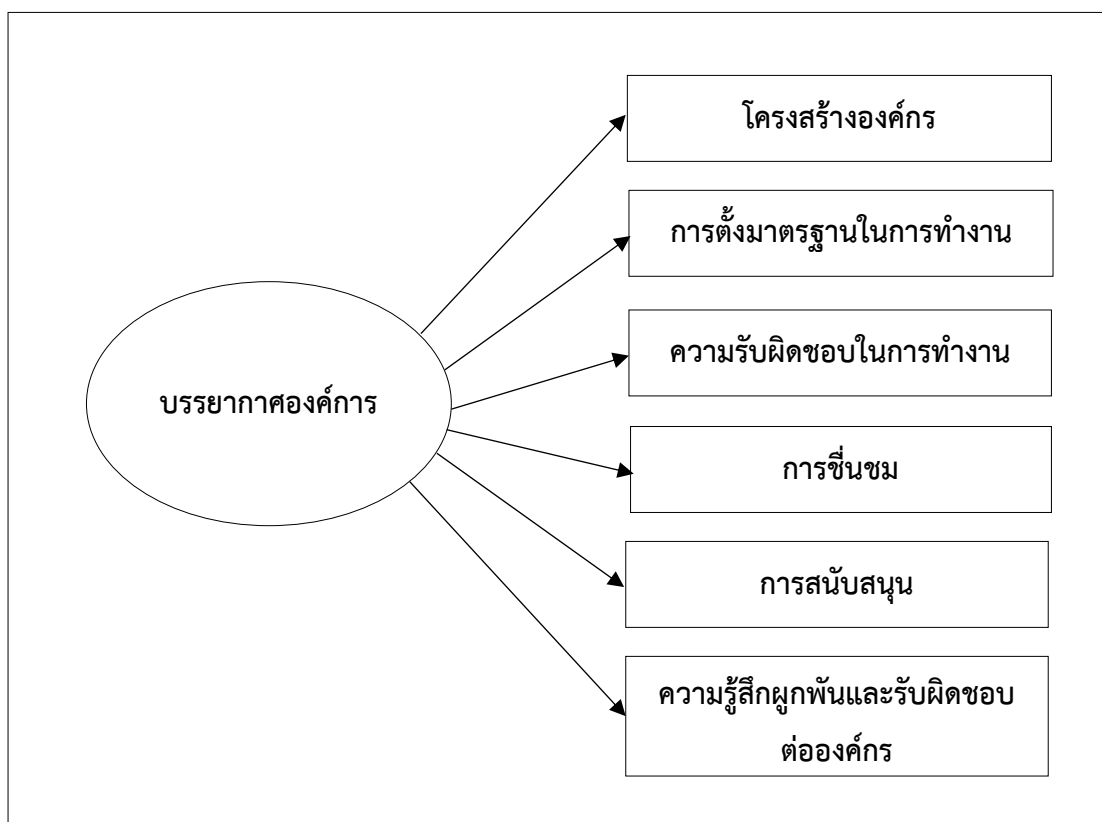 โครงสร้างองค์กร
การตั้งมาตรฐานในการทำงาน
ความรับผิดชอบในการทำงาน
บรรยากาศองค์การ
การชื่นชม
การสนับสนุน
ความรู้สึกผูกพันและรับผิดชอบ
ต่อองค์กร